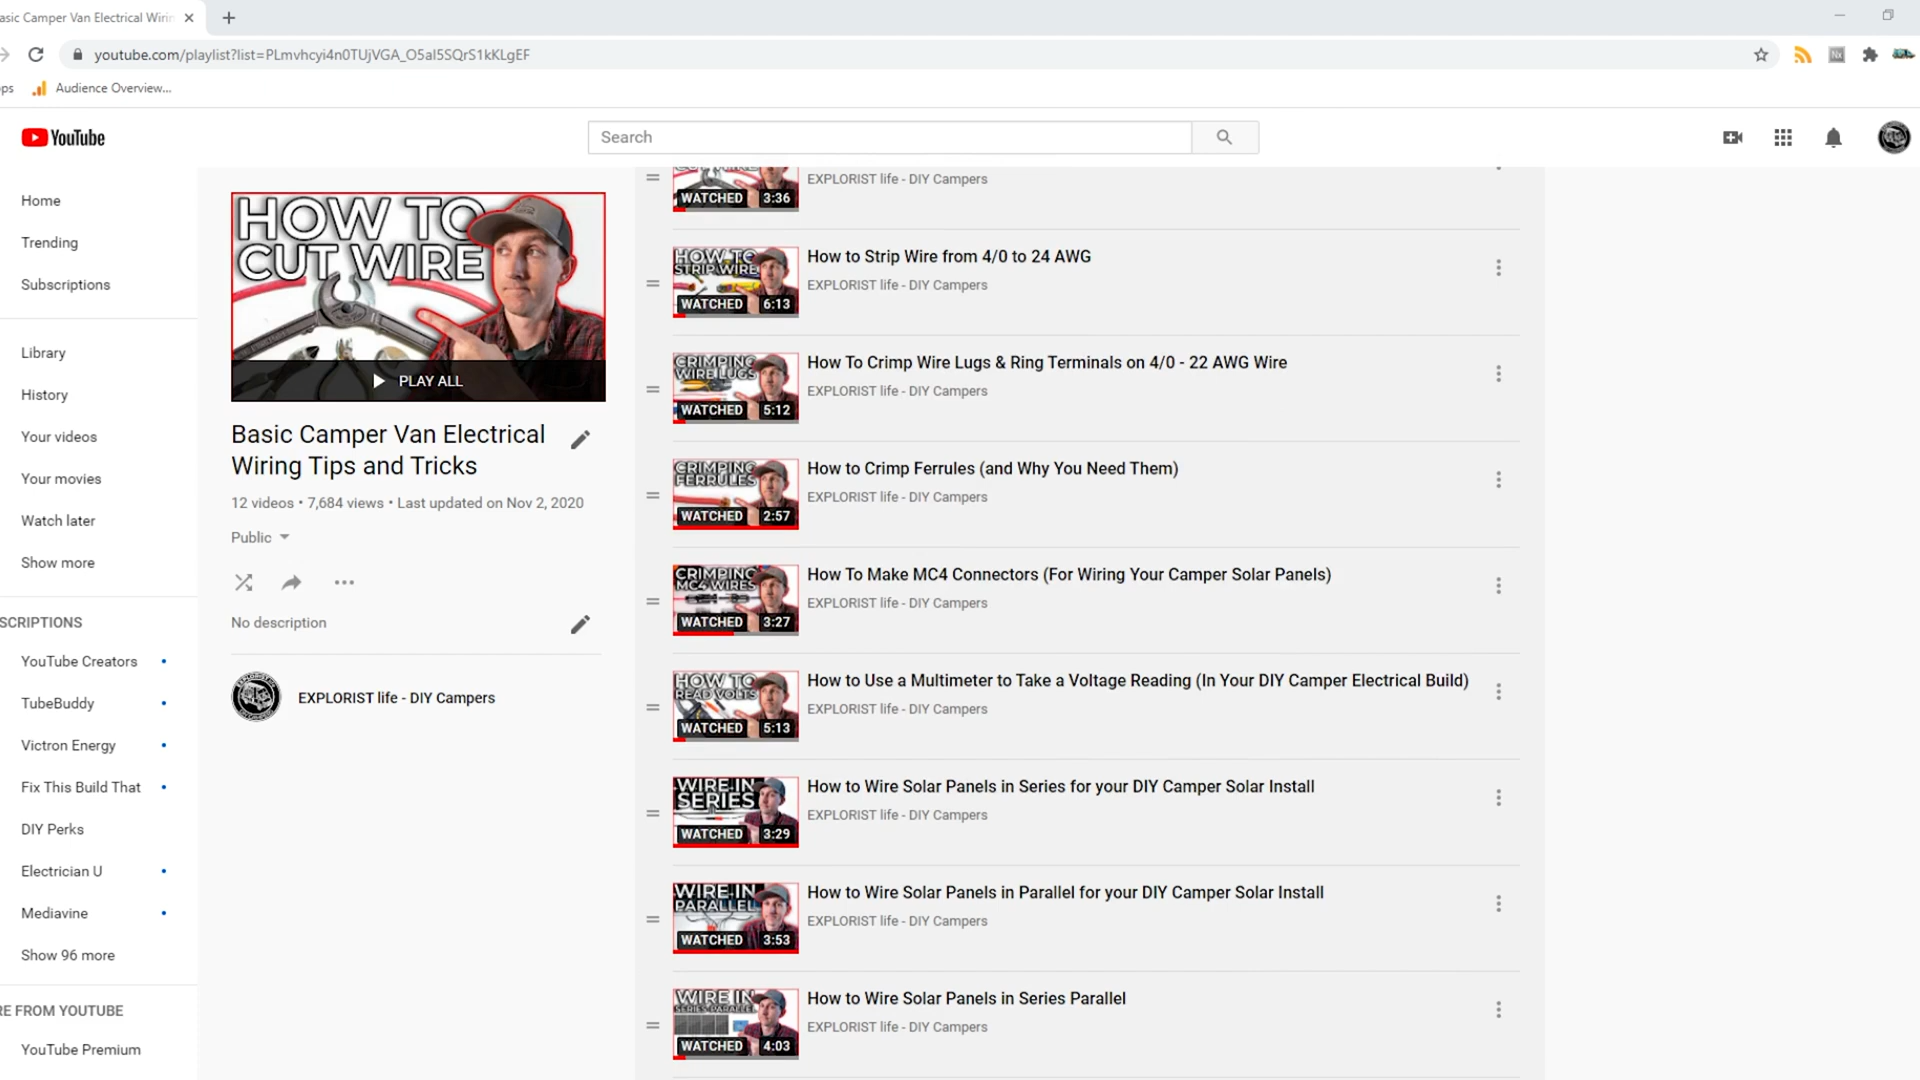 asic Camper Van Electrical Wirin
youtube.com/playlist?list=PLmvhcyi4n0TUjVGA_O5aI5SQrS1kKLgEF
ps
Audience Overview...
YouTube
Search
Home
Trending
Subscriptions
Library
History
Your videos
Your movies
Watch later
Show more
SCRIPTIONS
YouTube Creators
TubeBuddy
Victron Energy
Fix This Build That
DIY Perks
Electrician U
Mediavine
Show 96 more
RE FROM YOUTUBE
YouTube Premium
HOW TO
CUT WIRE
PLAY ALL
Basic Camper Van Electrical
Wiring Tips and Tricks
12 videos • 7,684 views • Last updated on Nov 2, 2020
Public
No description
EXPLORIST life - DIY Campers
CUT WIRE
WATCHED 3:36
EXPLORIST life - DIY Campers
HOW TO
STRIP WIRE
WATCHED 6:13
How to Strip Wire from 4/0 to 24 AWG
EXPLORIST life - DIY Campers
CRIMPING
WIRE LUGS
WATCHED 5:12
How To Crimp Wire Lugs & Ring Terminals on 4/0 - 22 AWG Wire
EXPLORIST life - DIY Campers
CRIMPING
FERRULES
WATCHED 2:57
How to Crimp Ferrules (and Why You Need Them)
EXPLORIST life - DIY Campers
CRIMPING
MC4 WIRES
WATCHED 3:27
How To Make MC4 Connectors (For Wiring Your Camper Solar Panels)
EXPLORIST life - DIY Campers
HOW TO
READ VOLTS
WATCHED 5:13
How to Use a Multimeter to Take a Voltage Reading (In Your DIY Camper Electrical Build)
EXPLORIST life - DIY Campers
WIRE IN
SERIES
WATCHED 3:29
How to Wire Solar Panels in Series for your DIY Camper Solar Install
EXPLORIST life - DIY Campers
WIRE IN
PARALLEL
WATCHED 3:53
How to Wire Solar Panels in Parallel for your DIY Camper Solar Install
EXPLORIST life - DIY Campers
WIRE IN
SERIES PARALLEL
WATCHED 4:03
How to Wire Solar Panels in Series Parallel
EXPLORIST life - DIY Campers